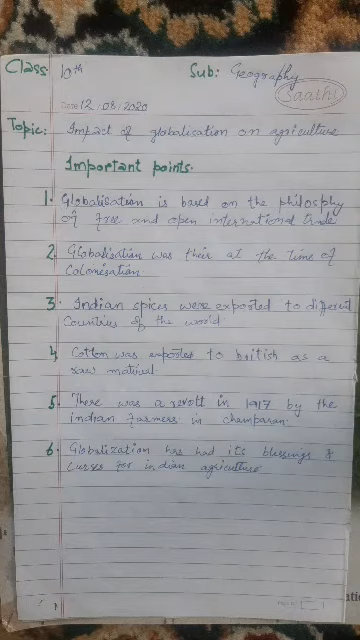 Class: 10th
Sub: Geography
Saathi
Date 12/08/2020
Topic: Impact of globalisation on agriculture
Important points.
1. Globalisation is based on the philosphy
of free and open international trade
2. Globalisation was their at the time of
Colonisation
3. Indian spices were exported to different
countries of the world
4. Cotton was exported to british as a
raw material
5. There was a revolt in 1917 by the
indian farmers in champaran.
6. Globalization has had its blessings &
curses for indian agriculture